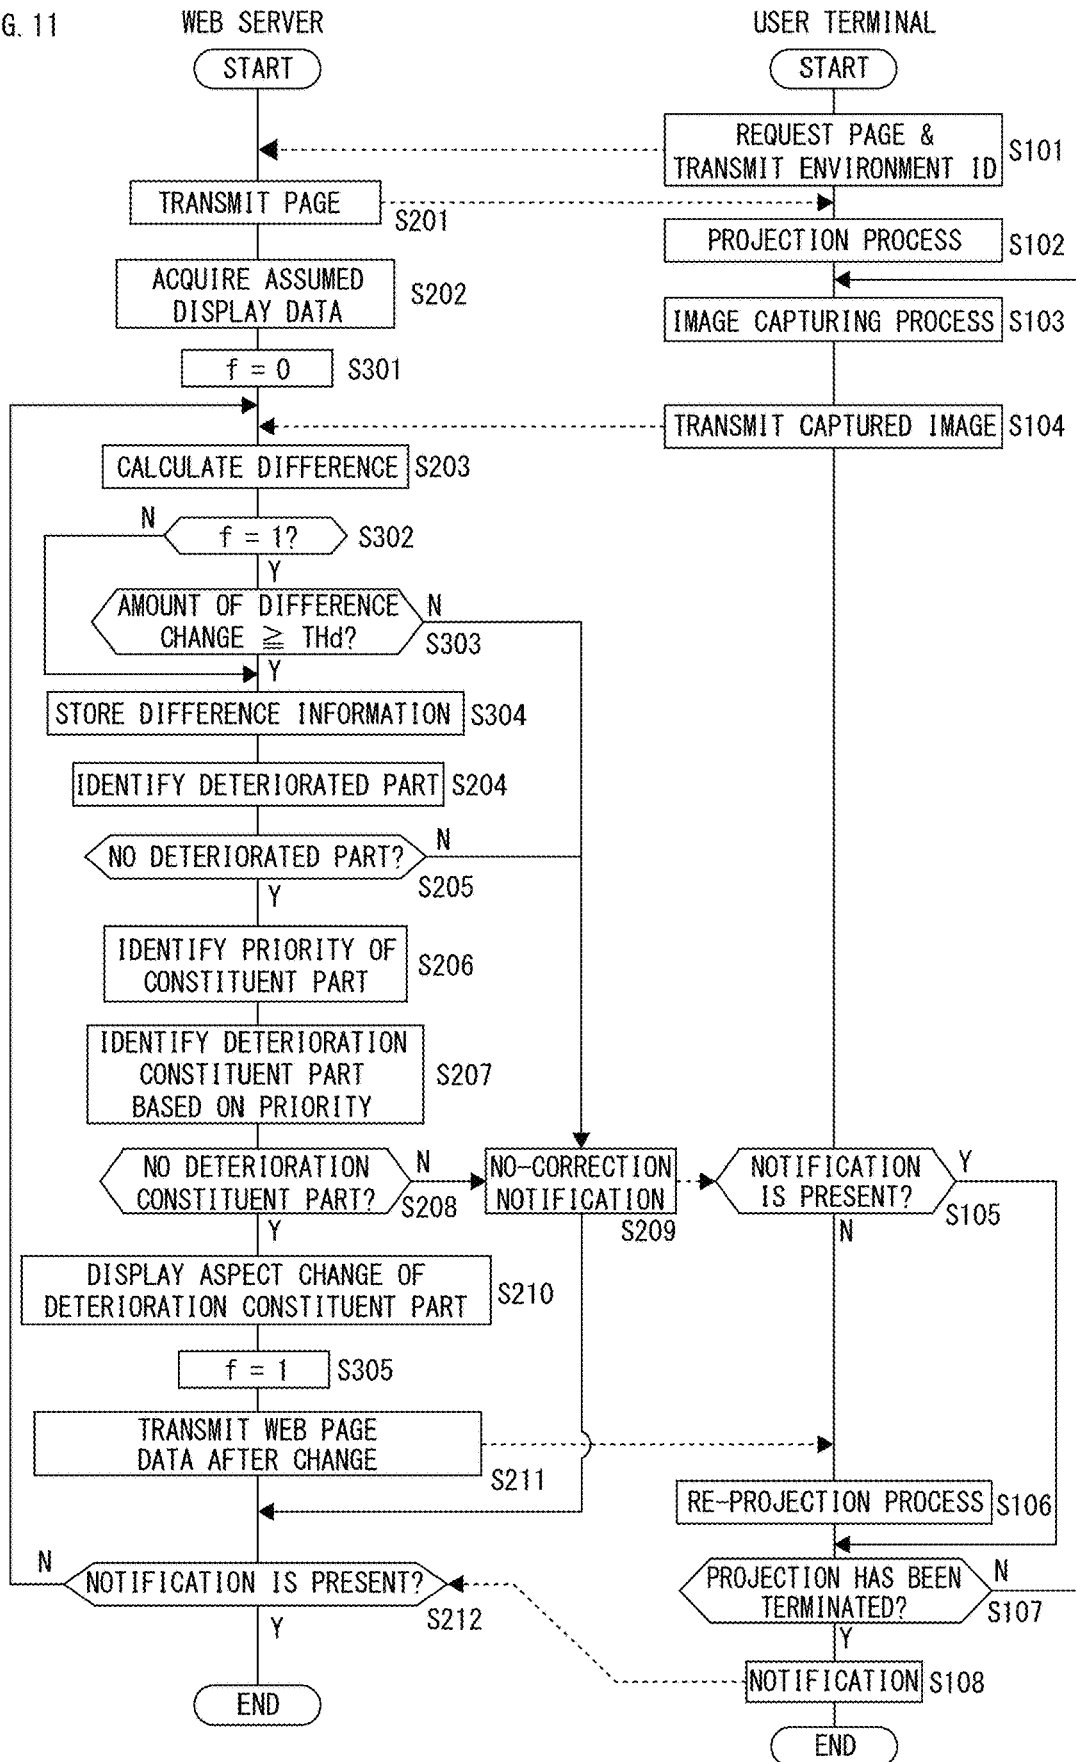 G. 11
WEB SERVER
USER TERMINAL
START
START
REQUEST PAGE &
TRANSMIT ENVIRONMENT ID
S101
TRANSMIT PAGE
S201
PROJECTION PROCESS
S102
ACQUIRE ASSUMED
DISPLAY DATA
S202
IMAGE CAPTURING PROCESS
S103
f = 0
S301
TRANSMIT CAPTURED IMAGE
S104
CALCULATE DIFFERENCE
S203
N
f = 1?
S302
Y
AMOUNT OF DIFFERENCE
CHANGE ≧ THd?
N
S303
Y
STORE DIFFERENCE INFORMATION
S304
IDENTIFY DETERIORATED PART
S204
NO DETERIORATED PART?
N
S205
Y
IDENTIFY PRIORITY OF
CONSTITUENT PART
S206
IDENTIFY DETERIORATION
CONSTITUENT PART
BASED ON PRIORITY
S207
NO DETERIORATION
CONSTITUENT PART?
N
S208
Y
NO-CORRECTION
NOTIFICATION
S209
NOTIFICATION
IS PRESENT?
Y
S105
N
DISPLAY ASPECT CHANGE OF
DETERIORATION CONSTITUENT PART
S210
f = 1
S305
TRANSMIT WEB PAGE
DATA AFTER CHANGE
S211
RE-PROJECTION PROCESS
S106
N
NOTIFICATION IS PRESENT?
S212
Y
PROJECTION HAS BEEN
TERMINATED?
N
S107
Y
NOTIFICATION
S108
END
END